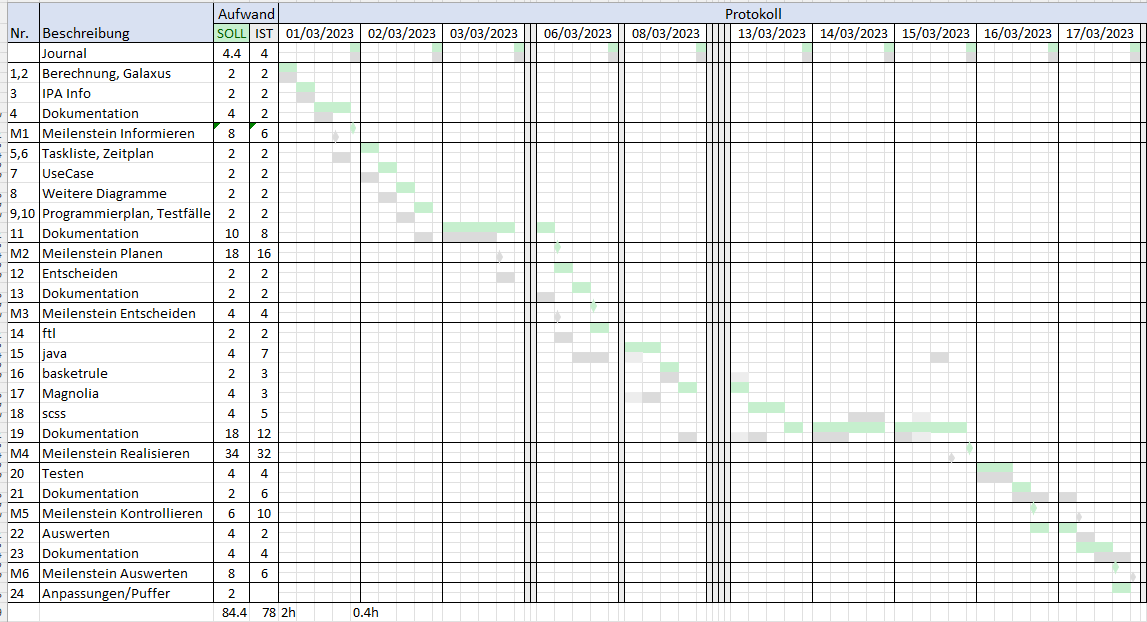 Aufwand Protokoll
Nr. Beschreibung SOLL IST 01/03/2023 02/03/2023 03/03/2023 06/03/2023 08/03/2023 13/03/2023 14/03/2023 15/03/2023 16/03/2023 17/03/2023
Journal 4.4 4
1,2 Berechnung, Galaxus 2 2
3 IPA Info 2 2
4 Dokumentation 4 2
M1 Meilenstein Informieren 8 6
5,6 Taskliste, Zeitplan 2 2
7 UseCase 2 2
8 Weitere Diagramme 2 2
9,10 Programmierplan, Testfälle 2 2
11 Dokumentation 10 8
M2 Meilenstein Planen 18 16
12 Entscheiden 2 2
13 Dokumentation 2 2
M3 Meilenstein Entscheiden 4 4
14 ftl 2 2
15 java 4 7
16 basketrule 2 3
17 Magnolia 4 3
18 scss 4 5
19 Dokumentation 18 12
M4 Meilenstein Realisieren 34 32
20 Testen 4 4
21 Dokumentation 2 6
M5 Meilenstein Kontrollieren 6 10
22 Auswerten 4 2
23 Dokumentation 4 4
M6 Meilenstein Auswerten 8 6
24 Anpassungen/Puffer 2
84.4 78 2h 0.4h